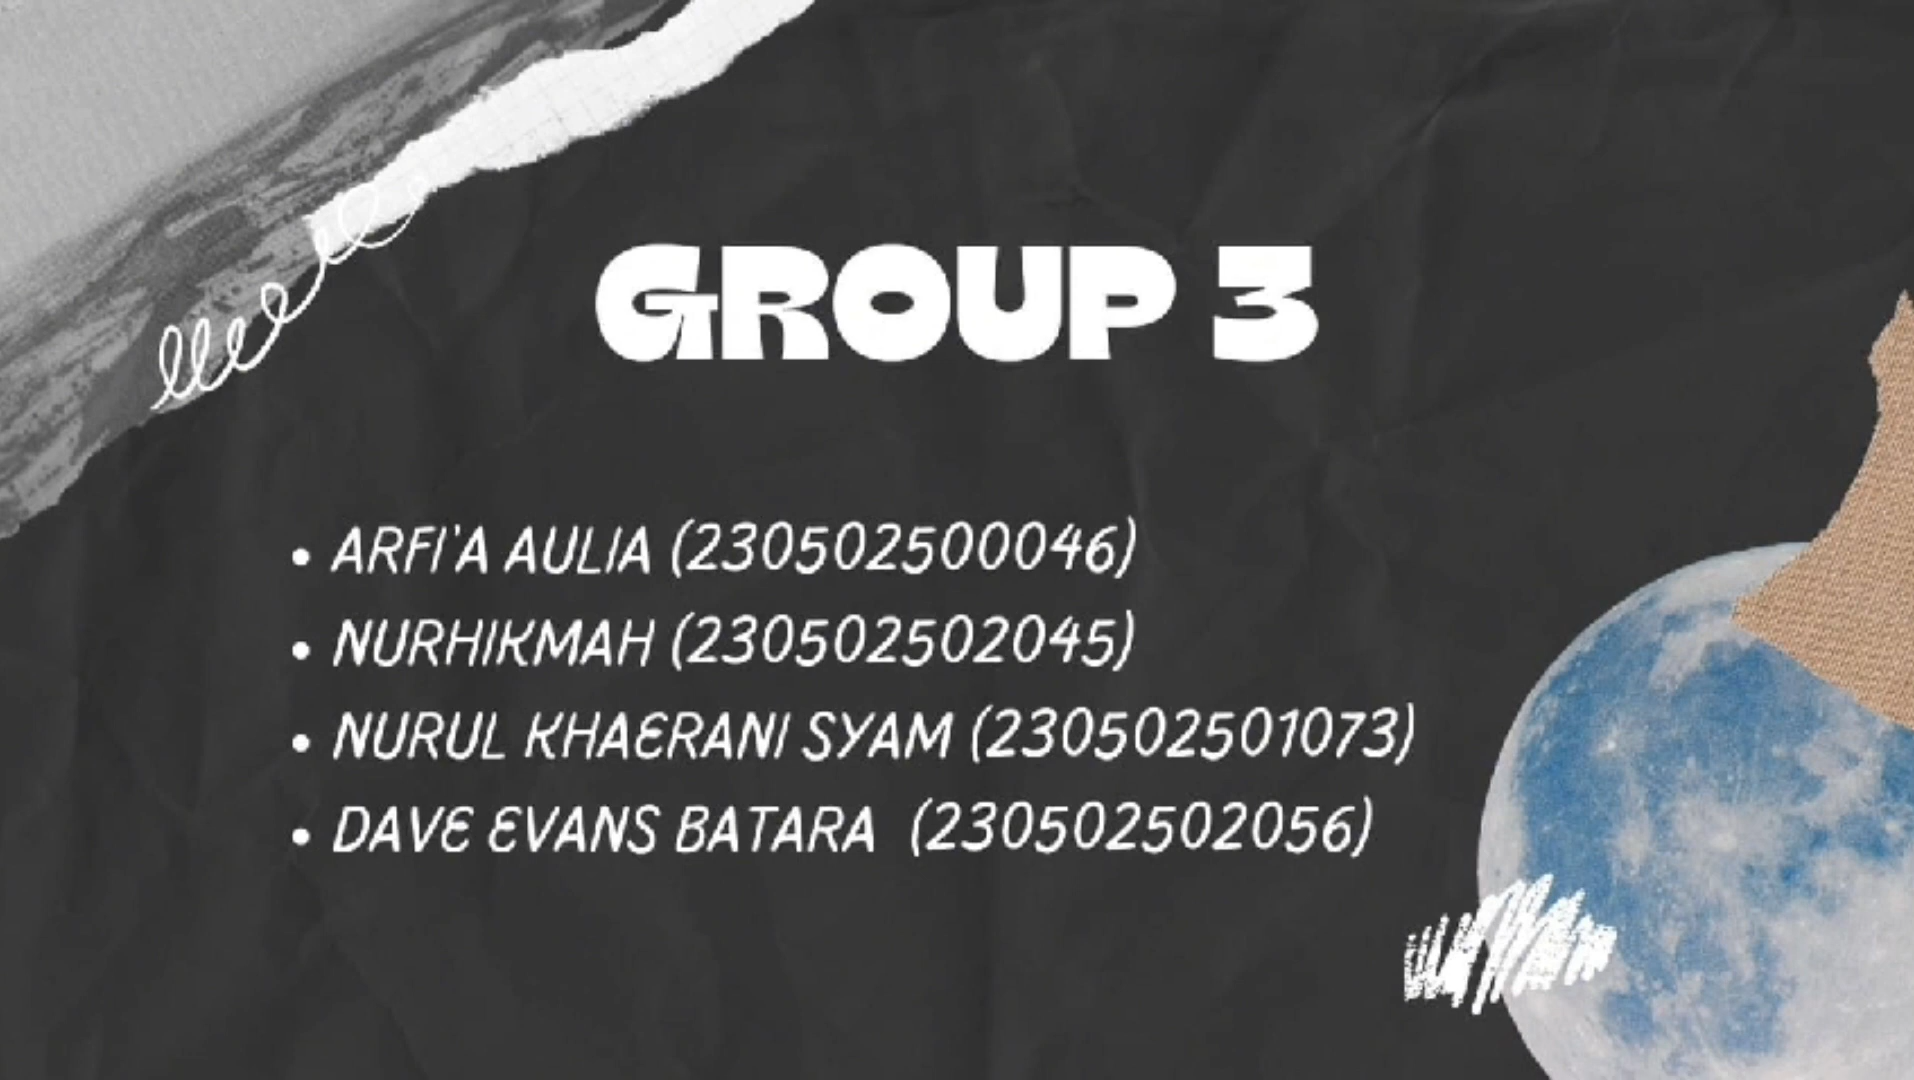 GROUP 3
• ARFI'A AULIA (230502500046)
• NURHIKMAH (230502502045)
• NURUL KHAERANI SYAM (230502501073)
• DAVE EVANS BATARA (230502502056)